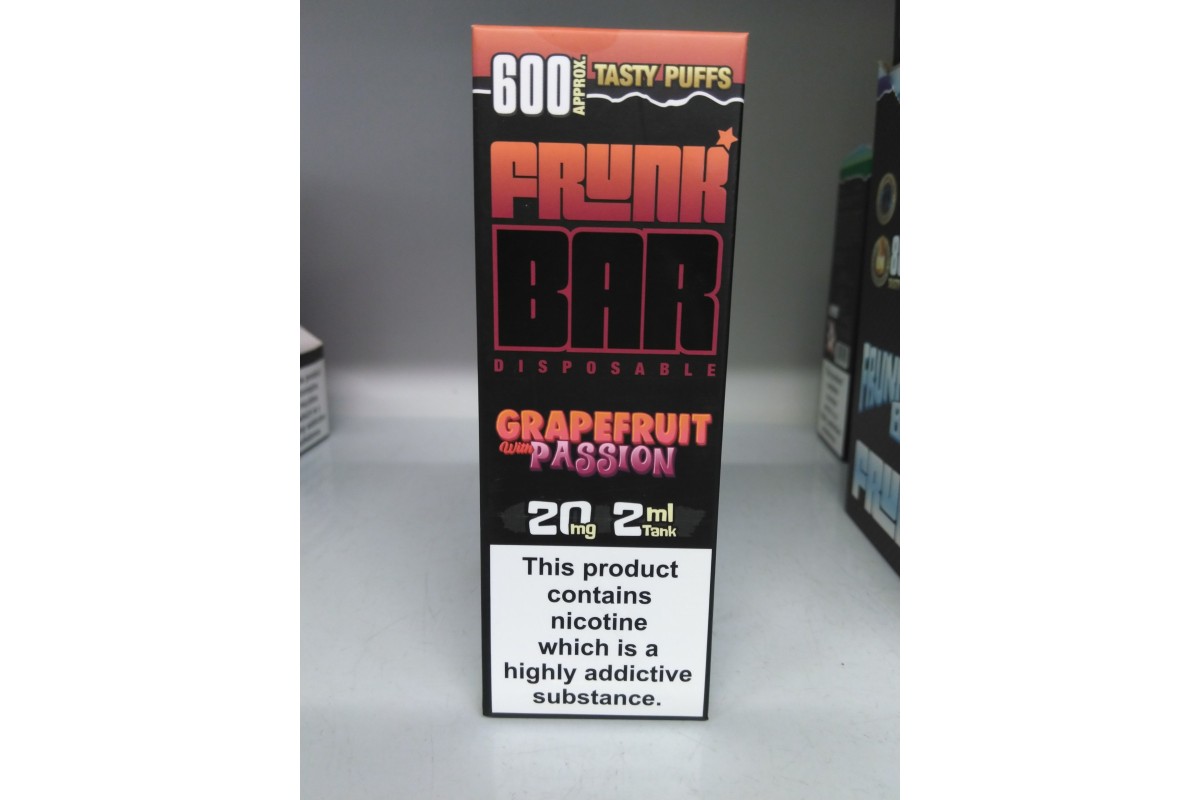 600 APPROX. TASTY PUFFS
FRUNK
BAR
DISPOSABLE
GRAPEFRUIT
With PASSION
20mg 2ml Tank
This product
contains
nicotine
which is a
highly addictive
substance.